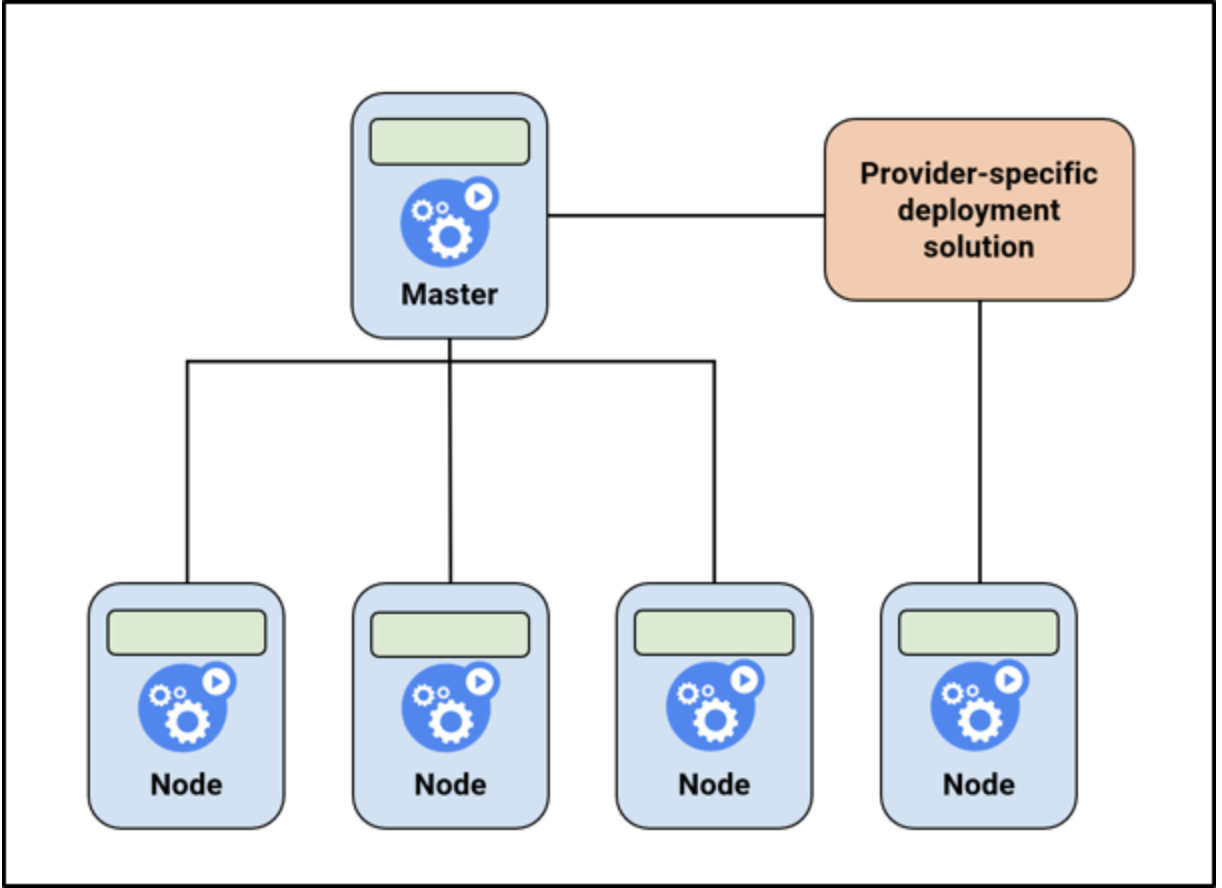 Provider-specific
deployment
solution
Master
Node
Node
Node
Node